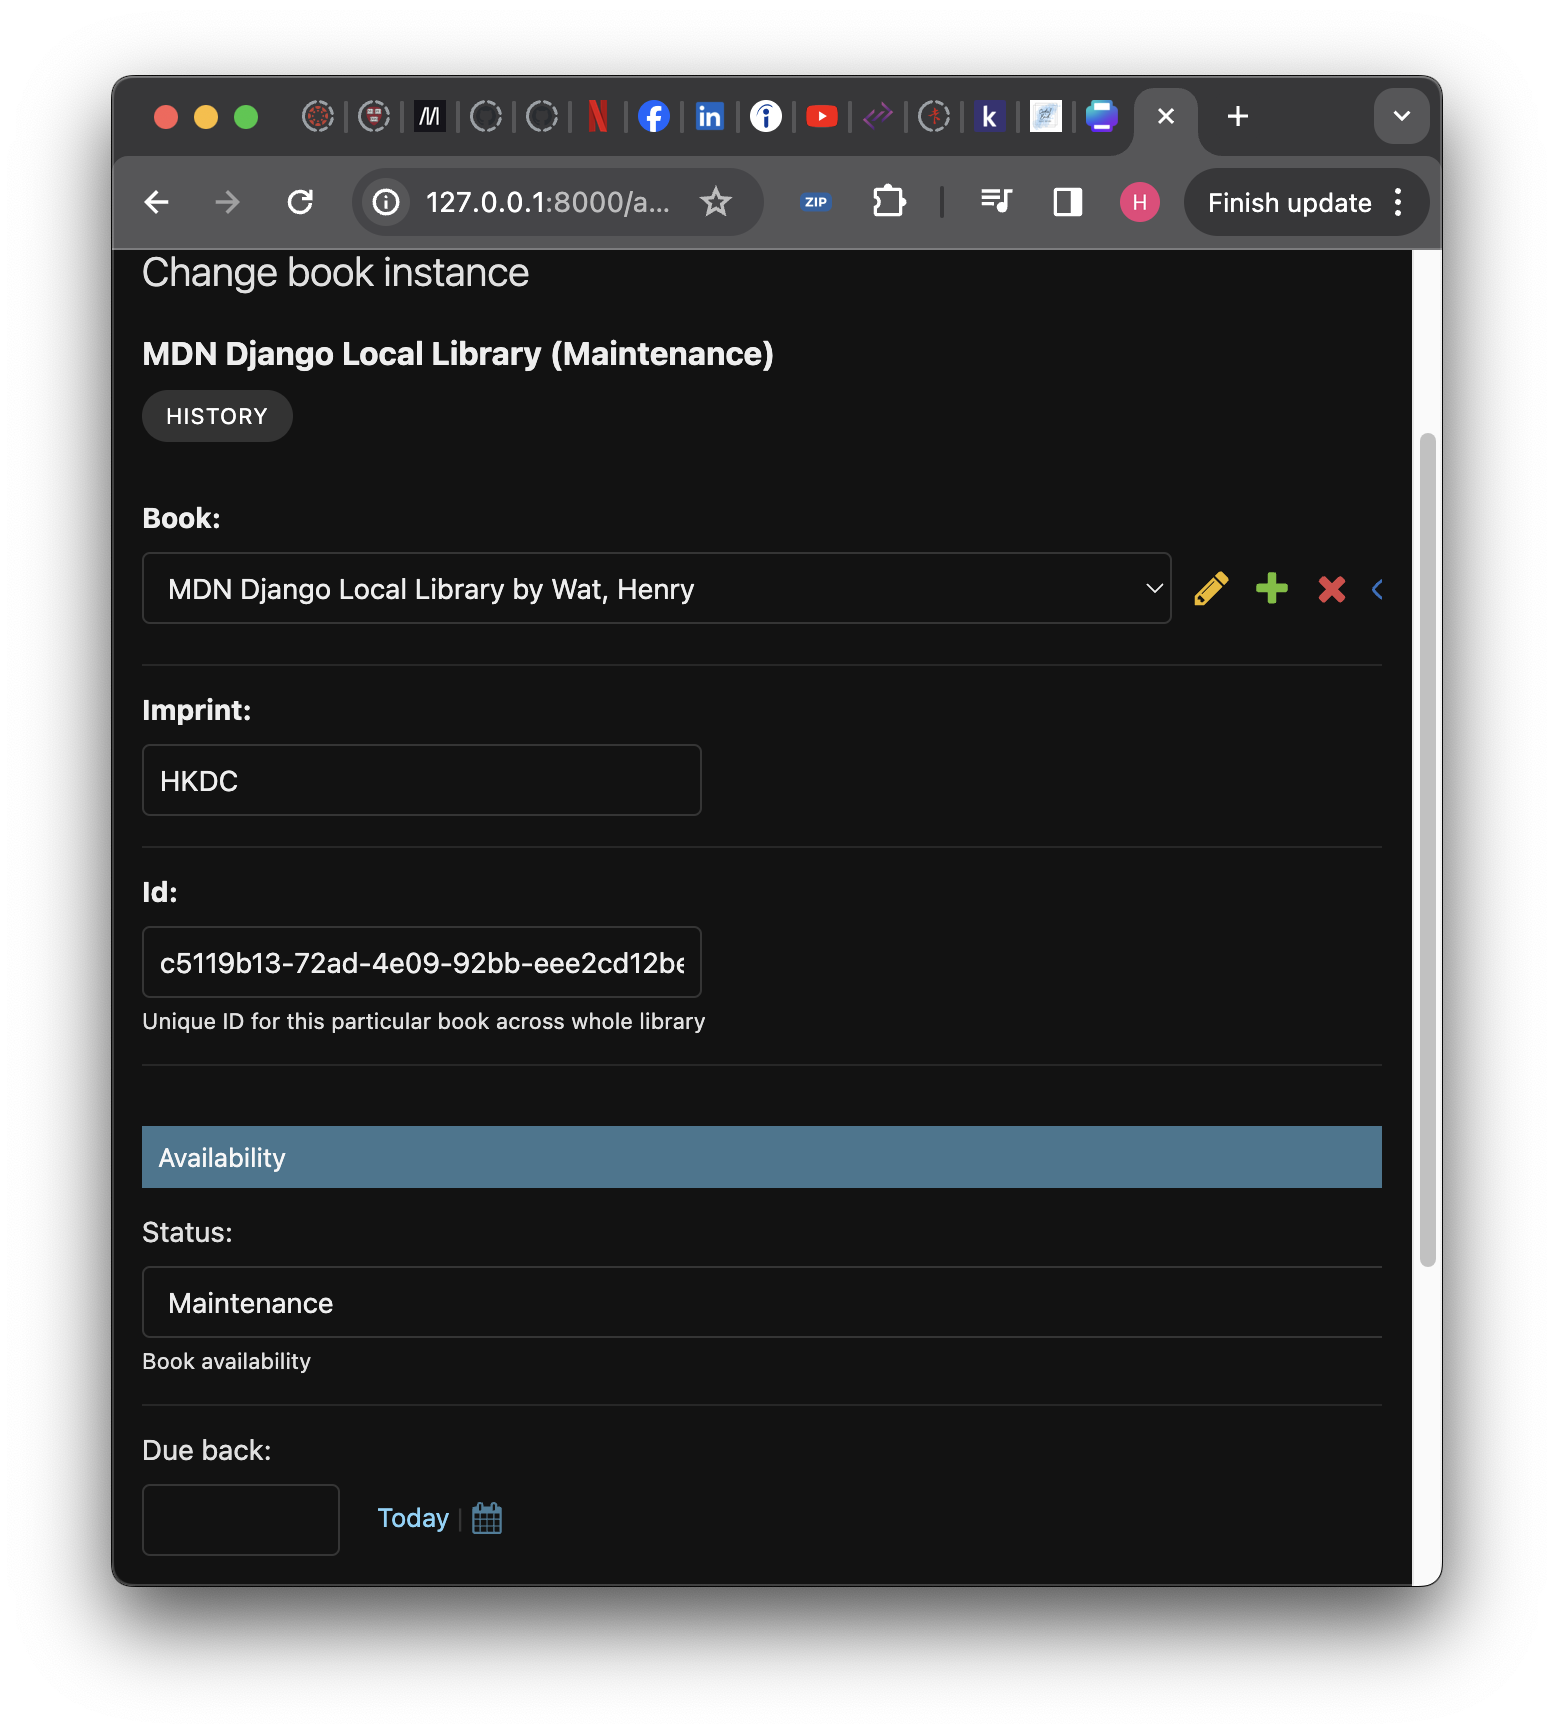 127.0.0.1:8000/a...
ZIP
H
Finish update
Change book instance
MDN Django Local Library (Maintenance)
HISTORY
Book:
MDN Django Local Library by Wat, Henry
Imprint:
HKDC
Id:
c5119b13-72ad-4e09-92bb-eee2cd12be
Unique ID for this particular book across whole library
Availability
Status:
Maintenance
Book availability
Due back:
Today